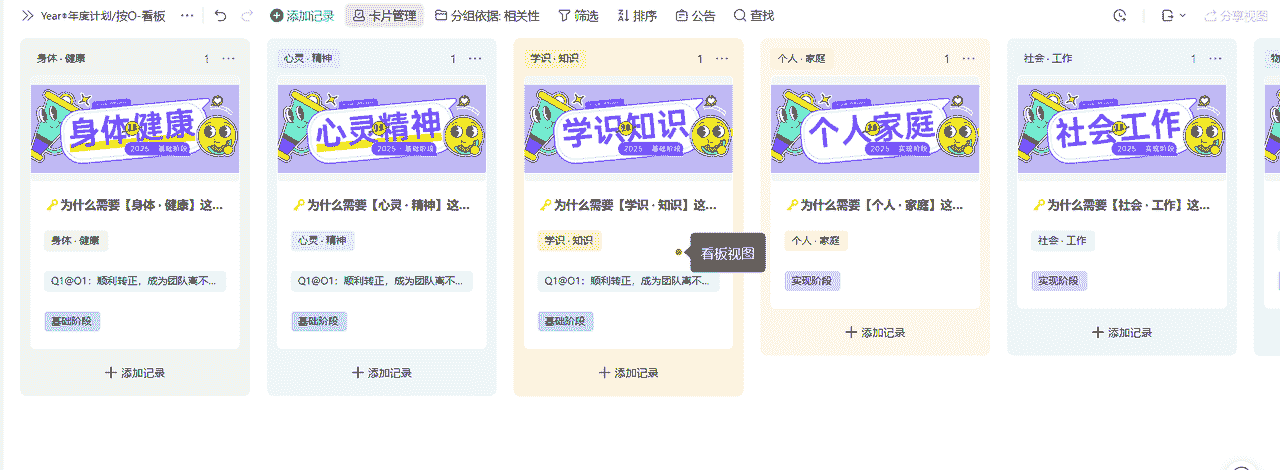 Year®年度计划/按O-看板
添加记录
卡片管理
分组依据: 相关性
筛选
排序
公告
查找
分享视图
身体 · 健康 1
身体健康
2025 · 基础阶段
为什么需要【身体 · 健康】这...
身体 · 健康
Q1@O1：顺利转正，成为团队离不...
基础阶段
添加记录
心灵 · 精神 1
心灵精神
2025 · 基础阶段
为什么需要【心灵 · 精神】这...
心灵 · 精神
Q1@O1：顺利转正，成为团队离不...
基础阶段
添加记录
学识 · 知识 1
学识知识
2025 · 基础阶段
为什么需要【学识 · 知识】这...
学识 · 知识
看板视图
Q1@O1：顺利转正，成为团队离不...
基础阶段
添加记录
个人 · 家庭 1
个人家庭
2025 实现阶段
为什么需要【个人 · 家庭】这...
个人 · 家庭
实现阶段
添加记录
社会 · 工作 1
社会工作
2025 实现阶段
为什么需要【社会 · 工作】这...
社会 · 工作
实现阶段
添加记录